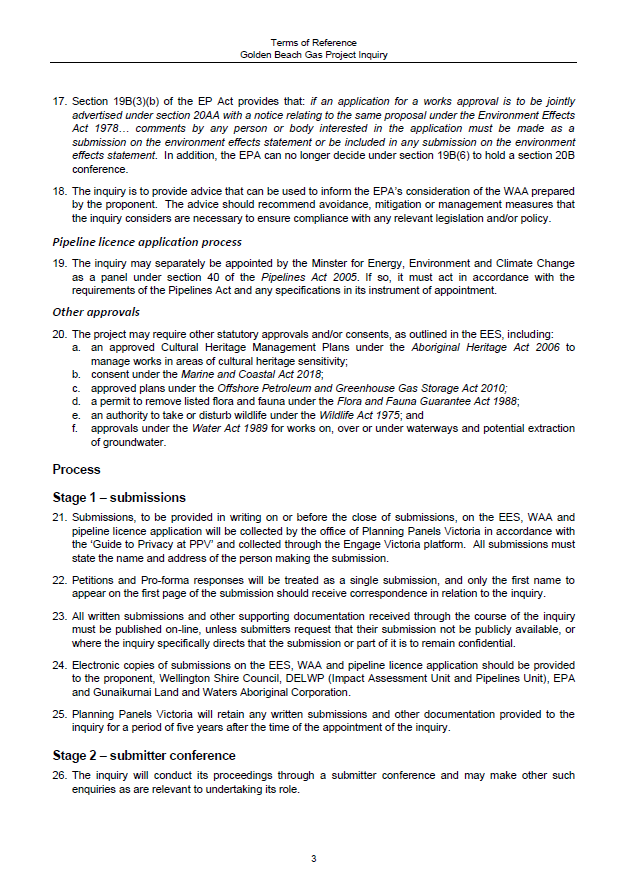 Terms of Reference
Golden Beach Gas Project Inquiry
17. Section 19B(3)(b) of the EP Act provides that: if an application for a works approval is to be jointly
advertised under section 20AA with a notice relating to the same proposal under the Environment Effects
Act 1978… comments by any person or body interested in the application must be made as a
submission on the environment effects statement or be included in any submission on the environment
effects statement. In addition, the EPA can no longer decide under section 19B(6) to hold a section 20B
conference.
18. The inquiry is to provide advice that can be used to inform the EPA's consideration of the WAA prepared
by the proponent. The advice should recommend avoidance, mitigation or management measures that
the inquiry considers are necessary to ensure compliance with any relevant legislation and/or policy.
Pipeline licence application process
19. The inquiry may separately be appointed by the Minster for Energy, Environment and Climate Change
as a panel under section 40 of the Pipelines Act 2005. If so, it must act in accordance with the
requirements of the Pipelines Act and any specifications in its instrument of appointment.
Other approvals
20. The project may require other statutory approvals and/or consents, as outlined in the EES, including:
a. an approved Cultural Heritage Management Plans under the Aboriginal Heritage Act 2006 to
manage works in areas of cultural heritage sensitivity;
b. consent under the Marine and Coastal Act 2018;
c. approved plans under the Offshore Petroleum and Greenhouse Gas Storage Act 2010;
d. a permit to remove listed flora and fauna under the Flora and Fauna Guarantee Act 1988;
e. an authority to take or disturb wildlife under the Wildlife Act 1975; and
f. approvals under the Water Act 1989 for works on, over or under waterways and potential extraction
of groundwater.
Process
Stage 1 – submissions
21. Submissions, to be provided in writing on or before the close of submissions, on the EES, WAA and
pipeline licence application will be collected by the office of Planning Panels Victoria in accordance with
the 'Guide to Privacy at PPV' and collected through the Engage Victoria platform. All submissions must
state the name and address of the person making the submission.
22. Petitions and Pro-forma responses will be treated as a single submission, and only the first name to
appear on the first page of the submission should receive correspondence in relation to the inquiry.
23. All written submissions and other supporting documentation received through the course of the inquiry
must be published on-line, unless submitters request that their submission not be publicly available, or
where the inquiry specifically directs that the submission or part of it is to remain confidential.
24. Electronic copies of submissions on the EES, WAA and pipeline licence application should be provided
to the proponent, Wellington Shire Council, DELWP (Impact Assessment Unit and Pipelines Unit), EPA
and Gunaikurnai Land and Waters Aboriginal Corporation.
25. Planning Panels Victoria will retain any written submissions and other documentation provided to the
inquiry for a period of five years after the time of the appointment of the inquiry.
Stage 2 – submitter conference
26. The inquiry will conduct its proceedings through a submitter conference and may make other such
enquiries as are relevant to undertaking its role.
3